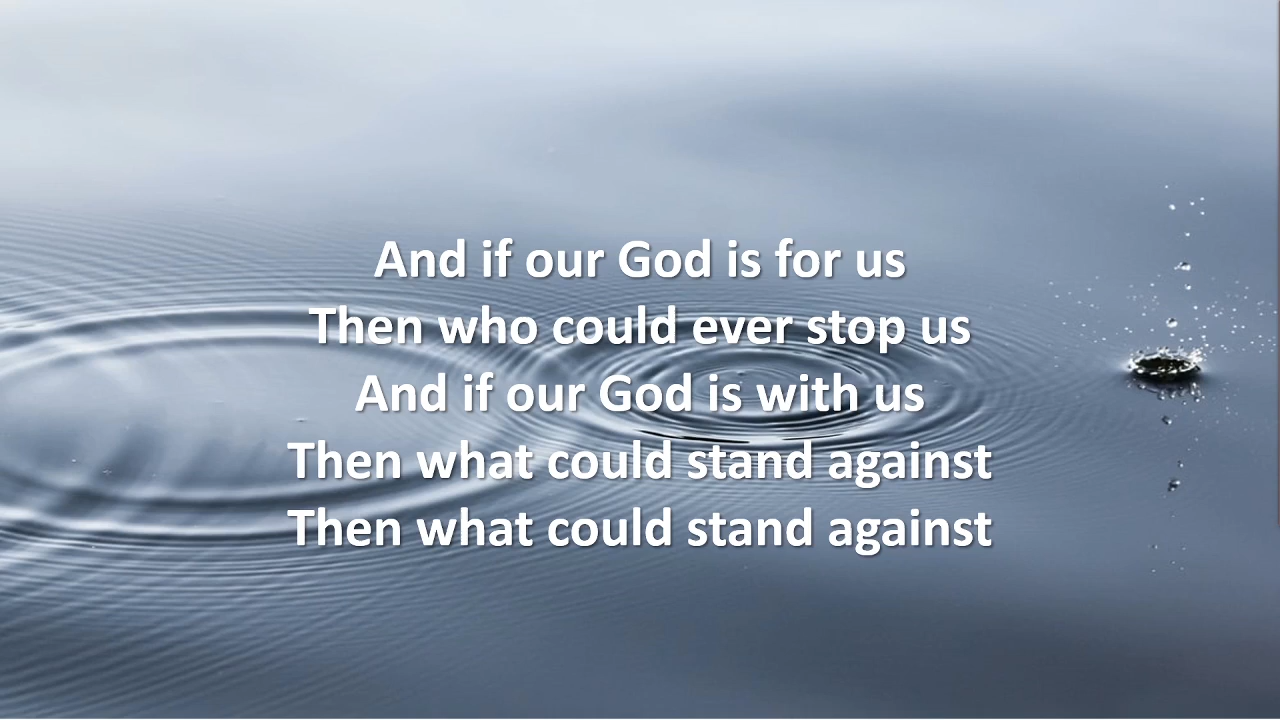 And if our God is for us
Then who could ever stop us
And if our God is with us
Then what could stand against
Then what could stand against